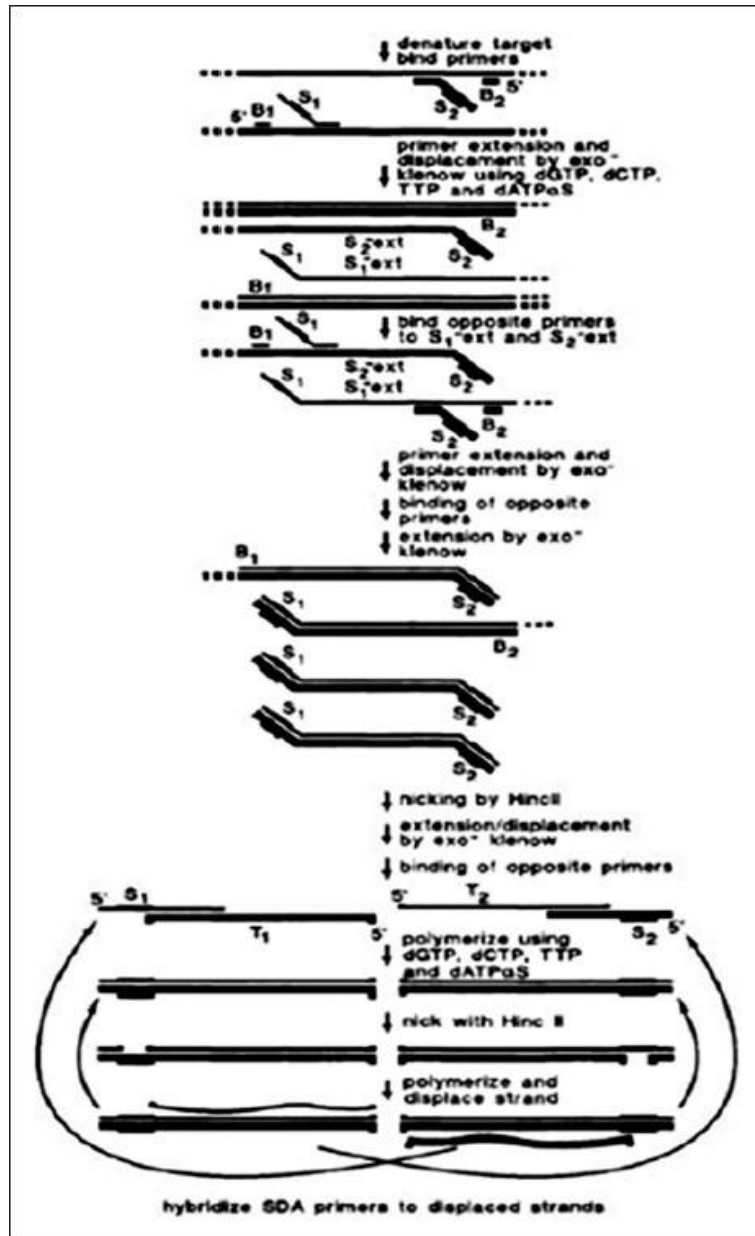 denature target
bind primers
B2 5'
S2
S1
5' B1
primer extension and
displacement by exo-
klenow using dGTP, dCTP,
TTP and dATPαS
B2
S2-ext
S1 S1-ext S2
B1
S1
bind opposite primers
to S1-ext and S2-ext
B1
S2-ext
S1 S1-ext S2
S2 B2
primer extension and
displacement by exo-
klenow
binding of opposite
primers
extension by exo-
klenow
B1
S2
S1
B2
S1
S2
S1
S2
nicking by HincII
extension/displacement
by exo- klenow
binding of opposite primers
5' S1 5' T2
T1 5' S2 5'
polymerize using
dGTP, dCTP, TTP
and dATPαS
nick with Hinc II
polymerize and
displace strand
hybridize SDA primers to displaced strands